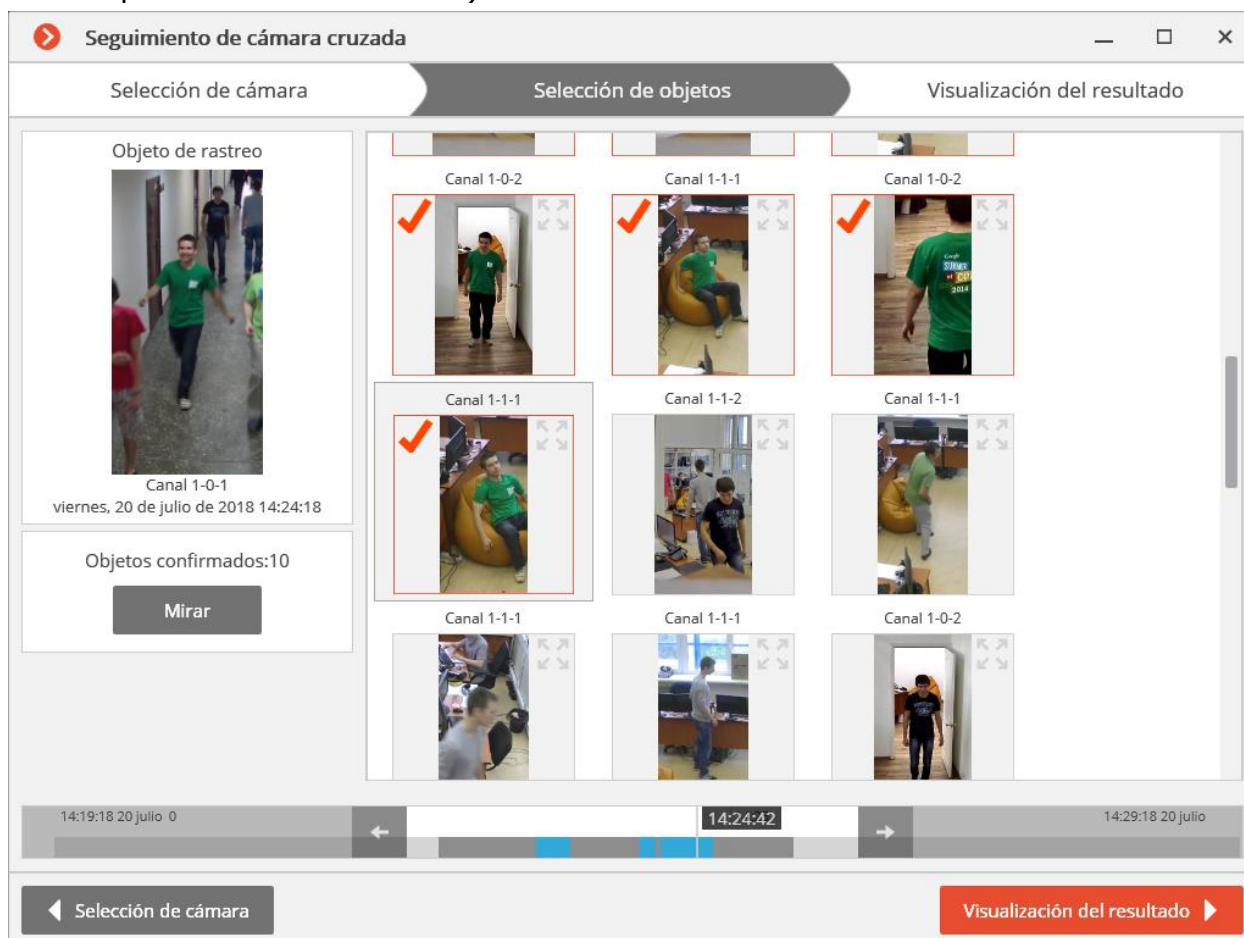 Seguimiento de cámara cruzada
Selección de cámara
Selección de objetos
Visualización del resultado
Objeto de rastreo
Canal 1-0-1
viernes, 20 de julio de 2018 14:24:18
Objetos confirmados:10
Mirar
Canal 1-0-2
Canal 1-1-1
Canal 1-0-2
Google
SUMMER
of
2014
Canal 1-1-1
Canal 1-1-2
Canal 1-1-1
Canal 1-1-1
Canal 1-1-1
Canal 1-0-2
14:19:18 20 julio 0
14:24:42
14:29:18 20 julio
Selección de cámara
Visualización del resultado